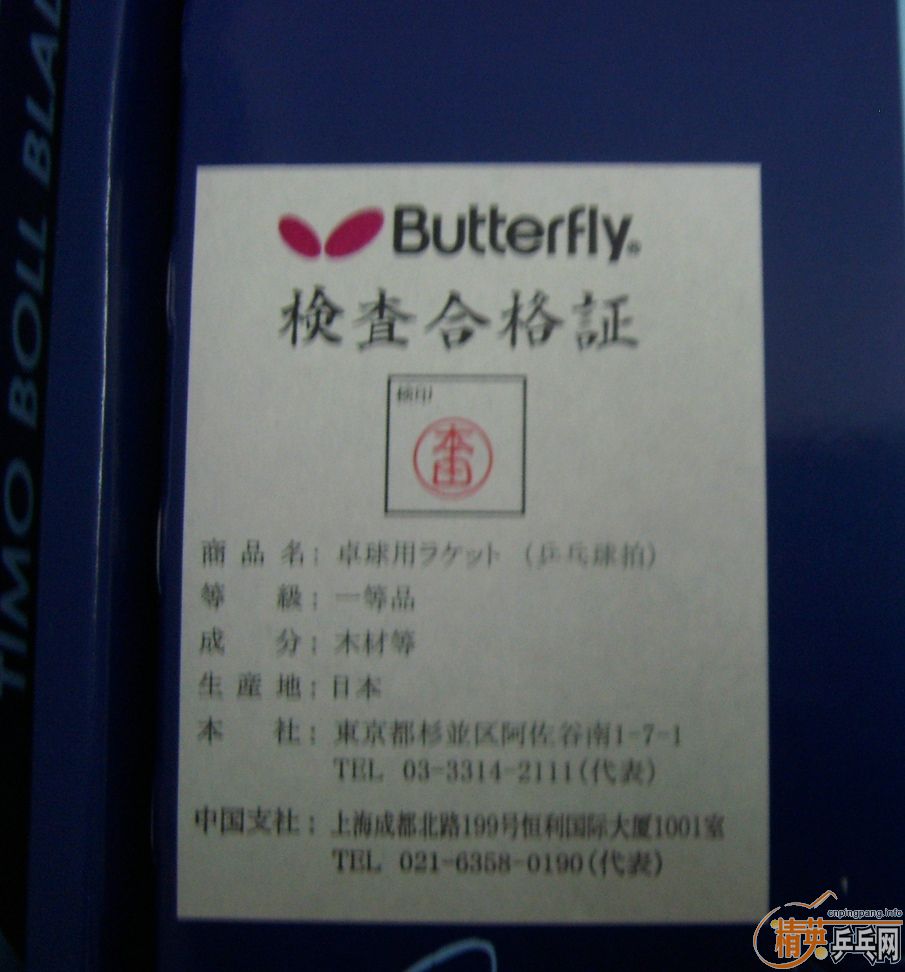 TIMO BOLL BLAD
Butterfly®
検査合格証
検印
本田
商品名：卓球用ラケット（乒乓球拍）
等級：一等品
成分：木材等
生産地：日本
本社：東京都杉並区阿佐谷南1-7-1
TEL 03-3314-2111(代表)
中国支社：上海成都北路199号恒利国际大厦1001室
TEL 021-6358-0190(代表)
cnpingpang.info
精英乒乓网